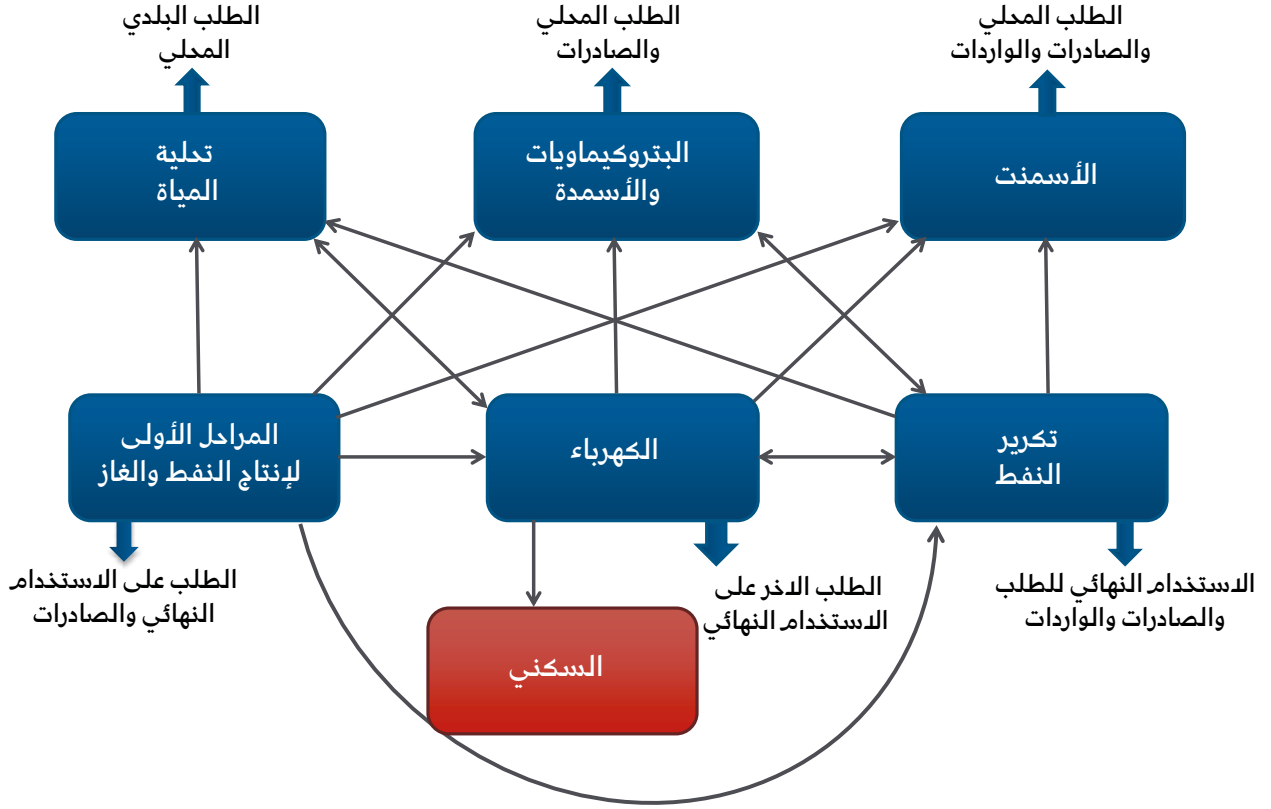 الطلب المحلي
والصادرات والواردات
الطلب المحلي
والصادرات
الطلب البلدي
المحلي
الأسمنت
البتروكيماويات
والأسمدة
تحلية
المياة
تكرير
النفط
الكهرباء
المراحل الأولى
لإنتاج النفط والغاز
الاستخدام النهائي للطلب
والصادرات والواردات
الطلب الاخر على
الاستخدام النهائي
الطلب على الاستخدام
النهائي والصادرات
السكني